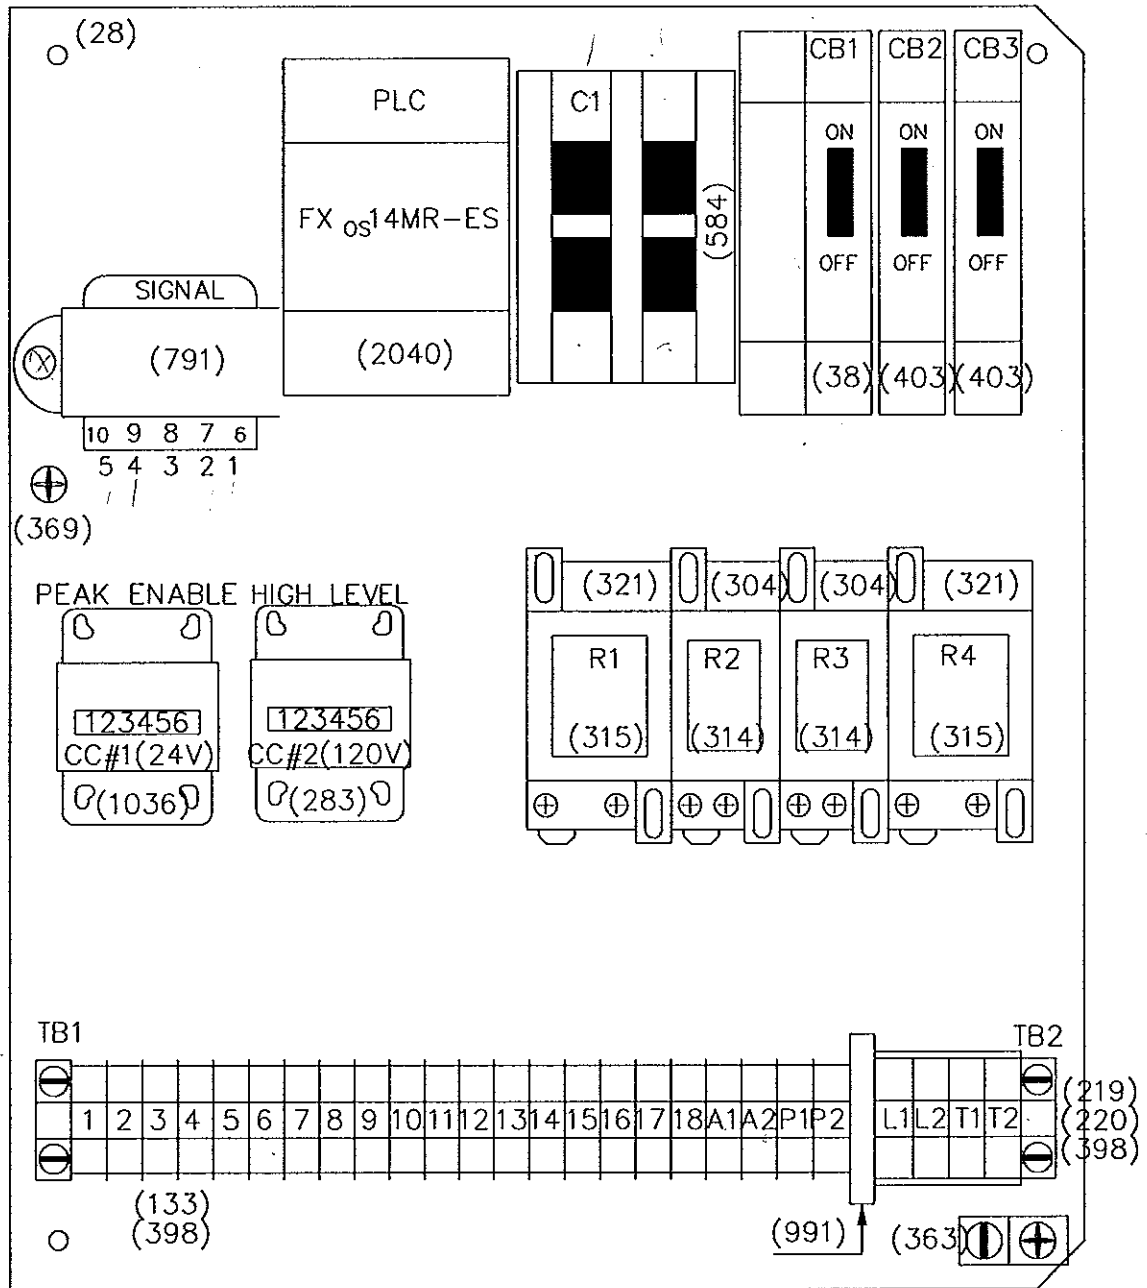 (28)
PLC
C1
CB1 CB2 CB3
ON ON ON
FX OS14MR-ES
(584)
OFF OFF OFF
SIGNAL
(791)
(2040)
(38) (403) (403)
10 9 8 7 6
5 4 3 2 1
(369)
PEAK ENABLE HIGH LEVEL
(321) (304) (304) (321)
R1 R2 R3 R4
123456 123456
(315) (314) (314) (315)
CC#1(24V) CC#2(120V)
(1036) (283)
TB1 TB2
(219)
1 2 3 4 5 6 7 8 9 10 11 12 13 14 15 16 17 18 A1 A2 P1 P2 L1 L2 T1 T2
(220)
(398)
(133)
(398)
(991)
(363)